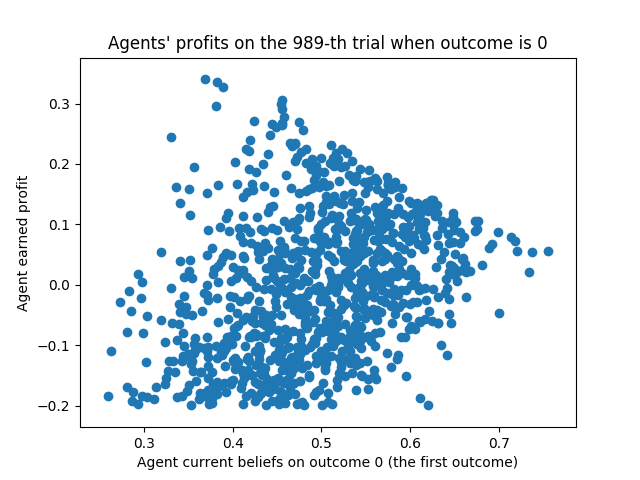 Agents' profits on the 989-th trial when outcome is 0
Agent earned profit
0.3
0.2
0.1
0.0
−0.1
−0.2
0.3 0.4 0.5 0.6 0.7
Agent current beliefs on outcome 0 (the first outcome)